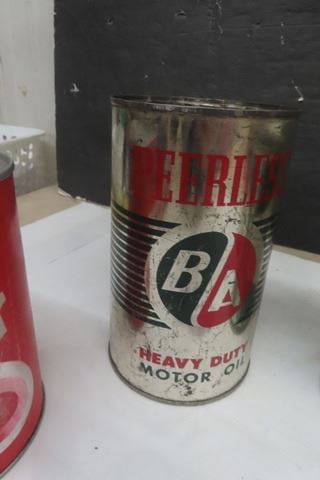 PEERLESS
BA
HEAVY DUTY
MOTOR OIL